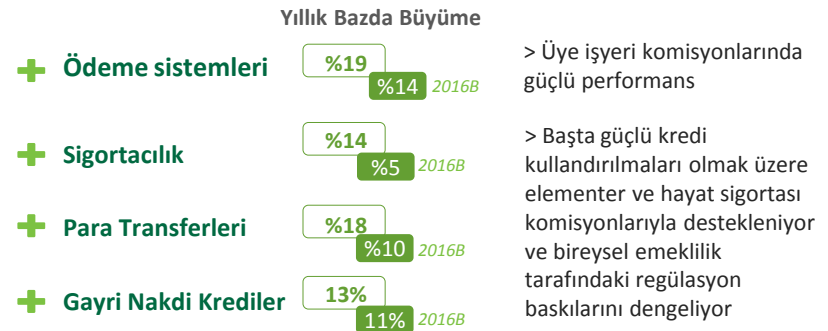 Yıllık Bazda Büyüme
Ödeme sistemleri
%19
%14 2016B
> Üye işyeri komisyonlarında
güçlü performans
Sigortacılık
%14
%5 2016B
> Başta güçlü kredi
kullandırılmaları olmak üzere
elementer ve hayat sigortası
komisyonlarıyla destekleniyor
ve bireysel emeklilik
tarafındaki regülasyon
baskılarını dengeliyor
Para Transferleri
%18
%10 2016B
Gayri Nakdi Krediler
13%
11% 2016B